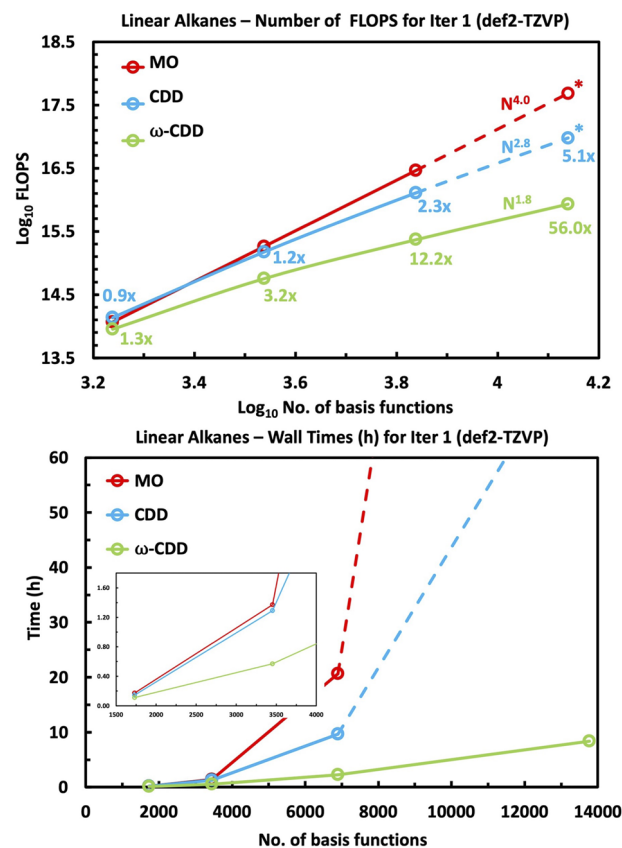 Linear Alkanes – Number of FLOPS for Iter 1 (def2-TZVP)
18.5
17.5
16.5
15.5
14.5
13.5
Log10 FLOPS
MO
CDD
ω-CDD
N4.0
*
N2.8
*
5.1x
N1.8
2.3x
56.0x
1.2x
12.2x
0.9x
3.2x
1.3x
3.2
3.4
3.6
3.8
4
4.2
Log10 No. of basis functions
Linear Alkanes – Wall Times (h) for Iter 1 (def2-TZVP)
60
50
40
30
20
10
0
Time (h)
MO
CDD
ω-CDD
1.60
1.20
0.80
0.40
0.00
1500
2000
2500
3000
3500
4000
0
2000
4000
6000
8000
10000
12000
14000
No. of basis functions